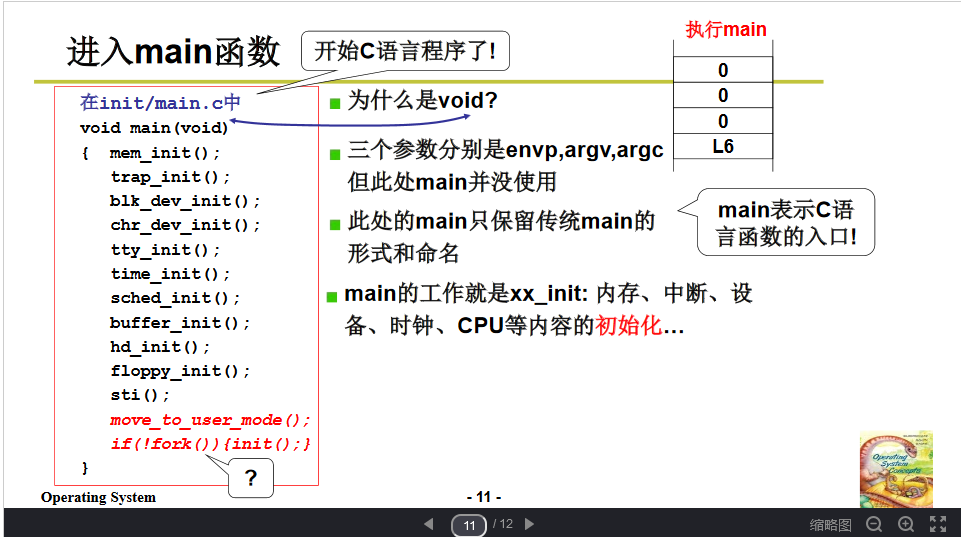 进入main函数
开始C语言程序了!
执行main
0
0
0
L6
在init/main.c中
void main(void)
{ mem_init();
trap_init();
blk_dev_init();
chr_dev_init();
tty_init();
time_init();
sched_init();
buffer_init();
hd_init();
floppy_init();
sti();
move_to_user_mode();
if(!fork()){init();}
}
?
为什么是void?
三个参数分别是envp,argv,argc
但此处main并没使用
此处的main只保留传统main的
形式和命名
main表示C语
言函数的入口!
main的工作就是xx_init: 内存、中断、设
备、时钟、CPU等内容的初始化…
Operating
System
Concepts
Operating System
- 11 -
11 / 12
缩略图